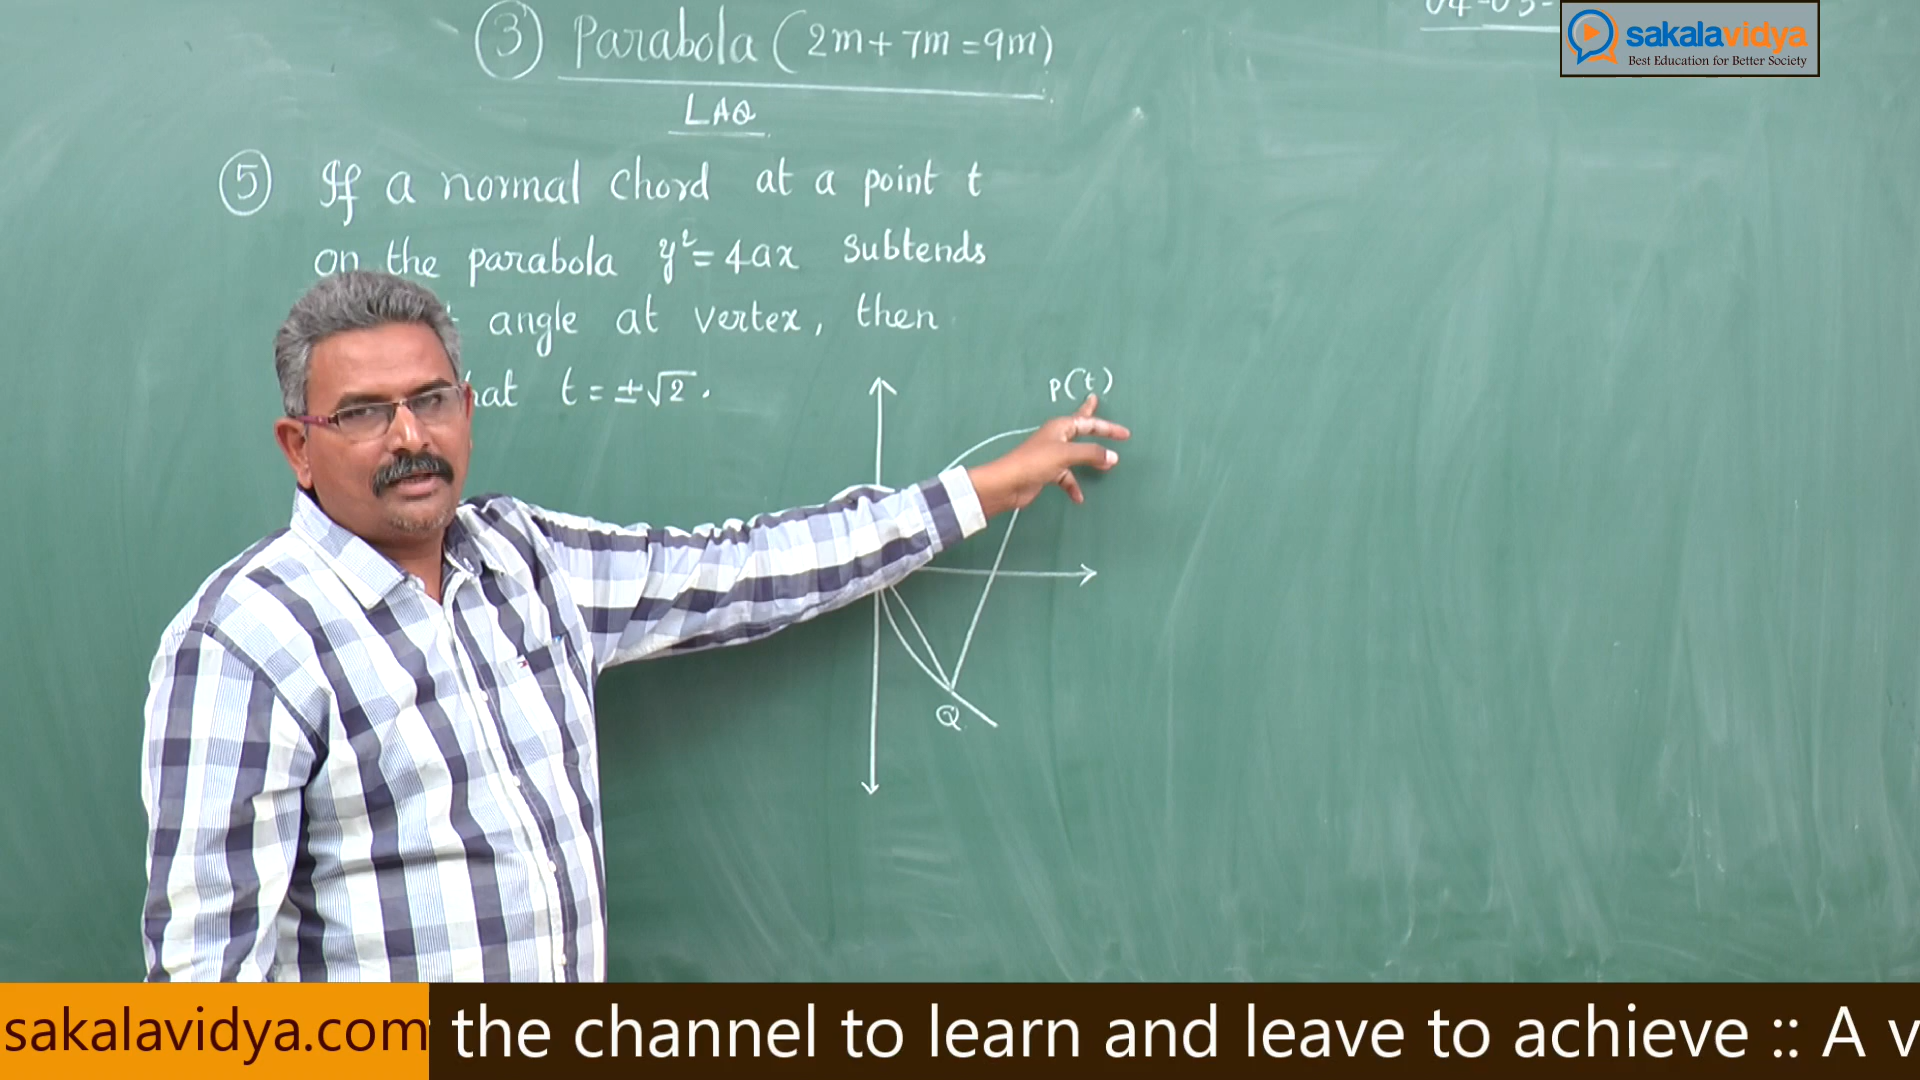 ③ Parabola (2m + 7m = 9m)
04-03-
sakalavidya
Best Education for Better Society
LAQ
⑤ If a normal chord at a point t
on the parabola y² = 4ax subtends
angle at vertex, then
t = ±√2.
P(t)
Q
sakalavidya.com the channel to learn and leave to achieve :: A v